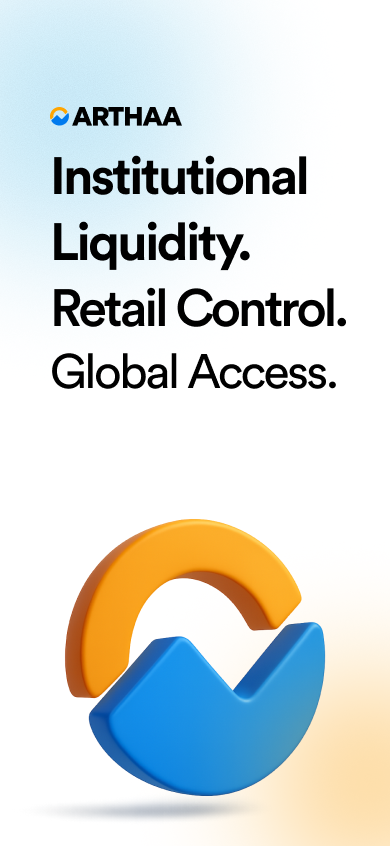 ARTHAA
Institutional
Liquidity.
Retail Control.
Global Access.